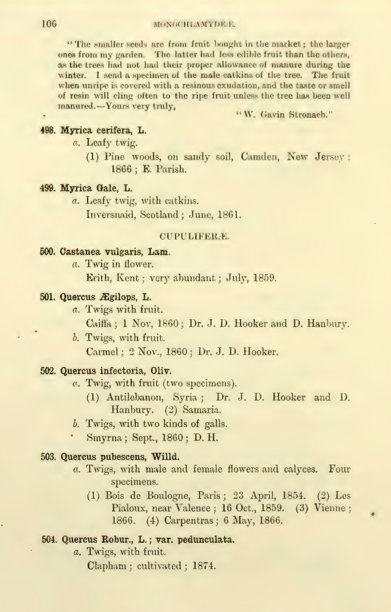 106 MONOCHLAMYDEÆ.
"The smaller seeds are from fruit bought in the market; the larger
ones from my garden. The latter had less edible fruit than the others,
as the trees had not had their proper allowance of manure during the
winter. I send a specimen of the male catkins of the tree. The fruit
when unripe is covered with a resinous exudation, and the taste or smell
of resin will cling often to the ripe fruit unless the tree has been well
manured.—Yours very truly,
"W. Gavin Stronach."
498. Myrica cerifera, L.
a. Leafy twig.
(1) Pine woods, on sandy soil, Camden, New Jersey:
1866; E. Parish.
499. Myrica Gale, L.
a. Leafy twig, with catkins.
Inversnaid, Scotland; June, 1861.
CUPULIFERÆ.
500. Castanea vulgaris, Lam.
a. Twig in flower.
Erith, Kent; very abundant; July, 1859.
501. Quercus Ægilops, L.
a. Twigs with fruit.
Caiffa; 1 Nov, 1860; Dr. J. D. Hooker and D. Hanbury.
b. Twigs, with fruit.
Carmel; 2 Nov., 1860; Dr. J. D. Hooker.
502. Quercus infectoria, Oliv.
a. Twig, with fruit (two specimens).
(1) Antilebanon, Syria; Dr. J. D. Hooker and D.
Hanbury. (2) Samaria.
b. Twigs, with two kinds of galls.
Smyrna; Sept., 1860; D. H.
503. Quercus pubescens, Willd.
a. Twigs, with male and female flowers and calyces. Four
specimens.
(1) Bois de Boulogne, Paris; 23 April, 1854. (2) Les
Pialoux, near Valence; 16 Oct., 1859. (3) Vienne;
1866. (4) Carpentras; 6 May, 1866.
504. Quercus Robur., L.; var. pedunculata.
a. Twigs, with fruit.
Clapham; cultivated; 1874.